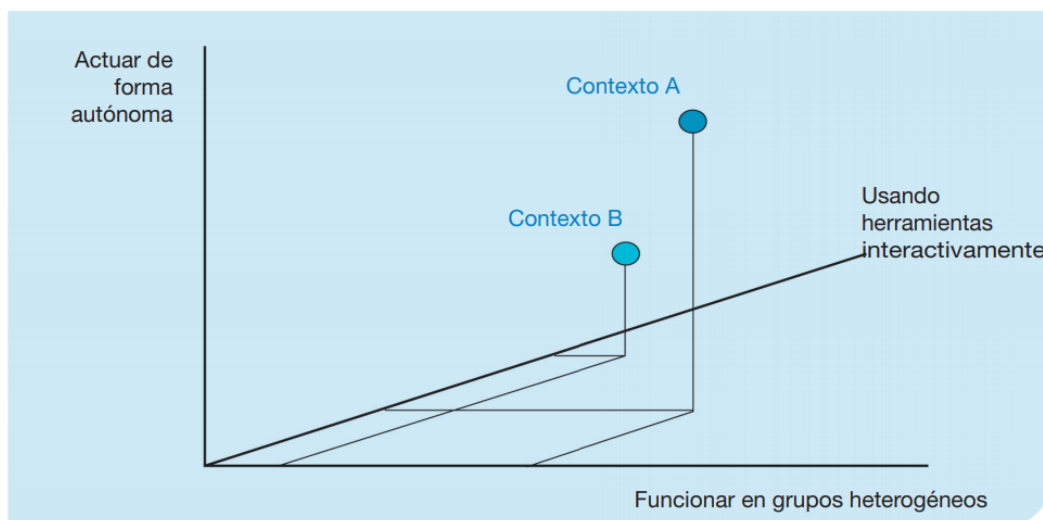 Actuar de
forma
autónoma
Contexto A
Contexto B
Usando
herramientas
interactivamente
Funcionar en grupos heterogéneos